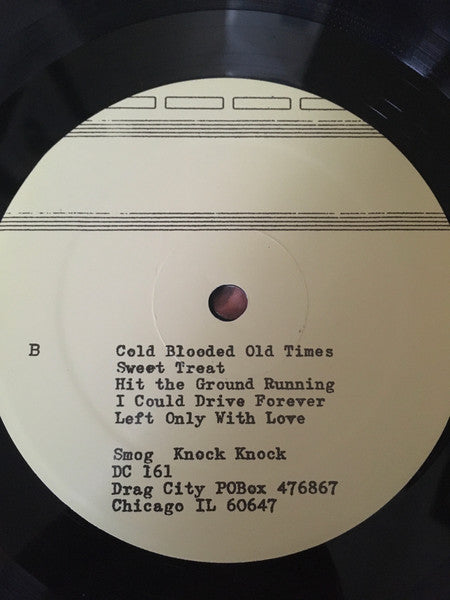 B
Cold Blooded Old Times
Sweet Treat
Hit the Ground Running
I Could Drive Forever
Left Only With Love
Smog Knock Knock
DC 161
Drag City POBox 476867
Chicago IL 60647